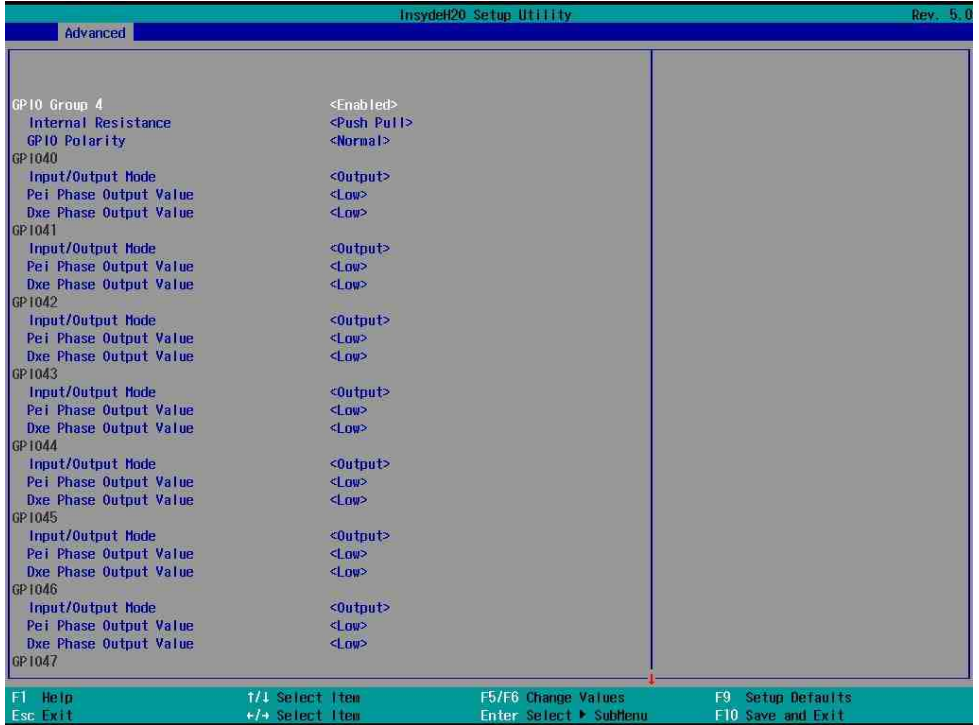 InsydeH20 Setup Utility Rev. 5.0
Advanced
GPIO Group 4 <Enabled>
Internal Resistance <Push Pull>
GPIO Polarity <Normal>
GPIO40
Input/Output Mode <Output>
Pei Phase Output Value <Low>
Dxe Phase Output Value <Low>
GPIO41
Input/Output Mode <Output>
Pei Phase Output Value <Low>
Dxe Phase Output Value <Low>
GPIO42
Input/Output Mode <Output>
Pei Phase Output Value <Low>
Dxe Phase Output Value <Low>
GPIO43
Input/Output Mode <Output>
Pei Phase Output Value <Low>
Dxe Phase Output Value <Low>
GPIO44
Input/Output Mode <Output>
Pei Phase Output Value <Low>
Dxe Phase Output Value <Low>
GPIO45
Input/Output Mode <Output>
Pei Phase Output Value <Low>
Dxe Phase Output Value <Low>
GPIO46
Input/Output Mode <Output>
Pei Phase Output Value <Low>
Dxe Phase Output Value <Low>
GPIO47
F1 Help ↑/↓ Select Item F5/F6 Change Values F9 Setup Defaults
Esc Exit ←/→ Select Item Enter Select ▶ SubMenu F10 Save and Exit